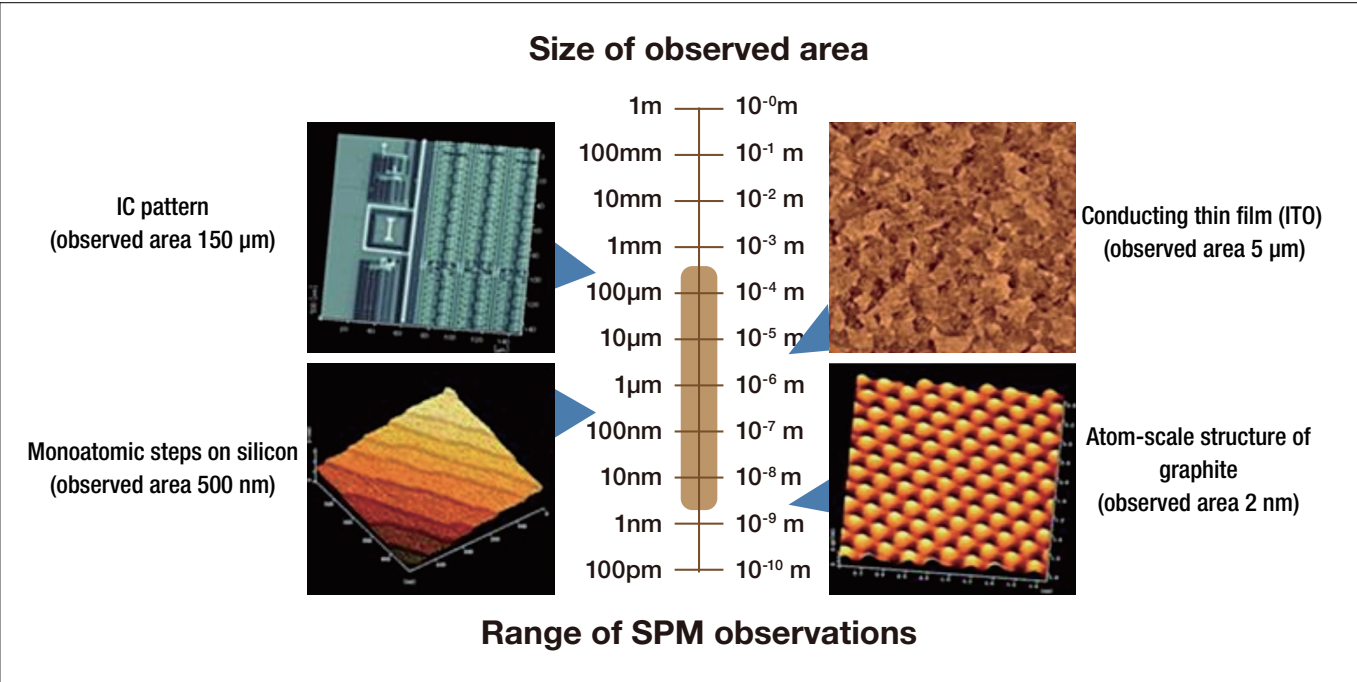 Size of observed area
IC pattern
(observed area 150 µm)
Monoatomic steps on silicon
(observed area 500 nm)
1m 10⁻⁰m
100mm 10⁻¹ m
10mm 10⁻² m
1mm 10⁻³ m
100µm 10⁻⁴ m
10µm 10⁻⁵ m
1µm 10⁻⁶ m
100nm 10⁻⁷ m
10nm 10⁻⁸ m
1nm 10⁻⁹ m
100pm 10⁻¹⁰ m
Conducting thin film (ITO)
(observed area 5 µm)
Atom-scale structure of
graphite
(observed area 2 nm)
Range of SPM observations